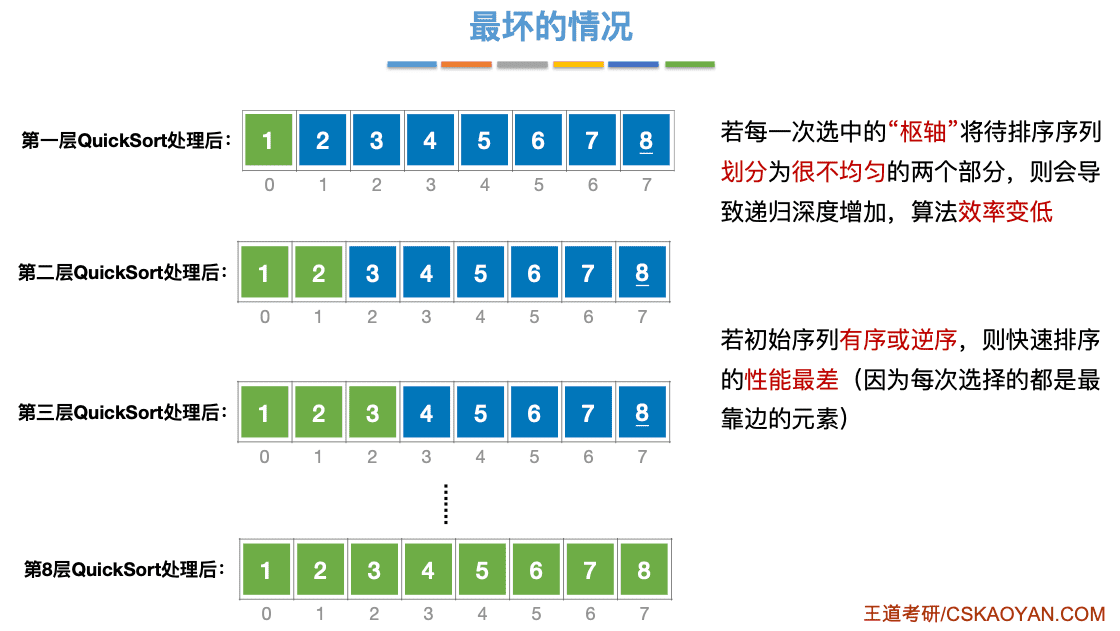 最坏的情况
第一层QuickSort处理后：
1 2 3 4 5 6 7 8
0 1 2 3 4 5 6 7
第二层QuickSort处理后：
1 2 3 4 5 6 7 8
0 1 2 3 4 5 6 7
第三层QuickSort处理后：
1 2 3 4 5 6 7 8
0 1 2 3 4 5 6 7
第8层QuickSort处理后：
1 2 3 4 5 6 7 8
0 1 2 3 4 5 6 7
若每一次选中的“枢轴”将待排序序列
划分为很不均匀的两个部分，则会导
致递归深度增加，算法效率变低
若初始序列有序或逆序，则快速排序
的性能最差（因为每次选择的都是最
靠边的元素）
王道考研/CSKAOYAN.COM